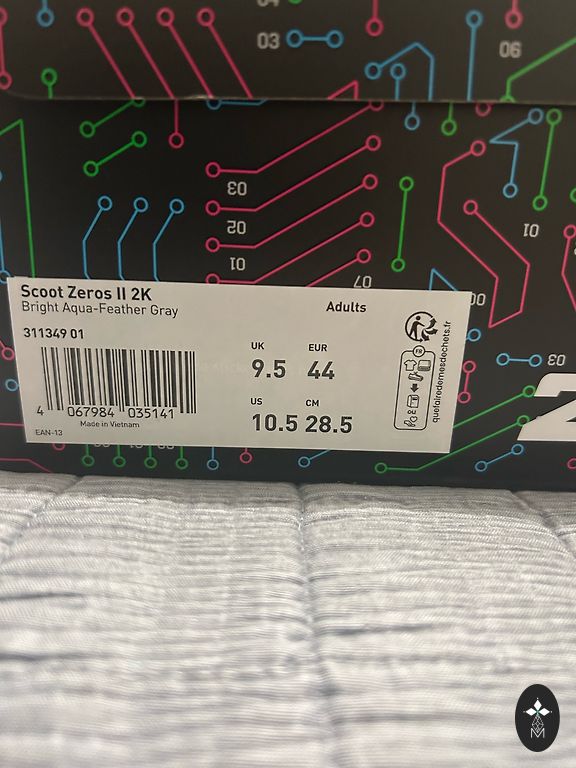 03
06
03
02
01
07
00
01
03
Scoot Zeros II 2K
Bright Aqua-Feather Gray
Adults
311349 01
UK
9.5
EUR
44
US
10.5
CM
28.5
4 067984 035141
Made in Vietnam
EAN-13
FR
quefairedemesdechets.fr
2
M